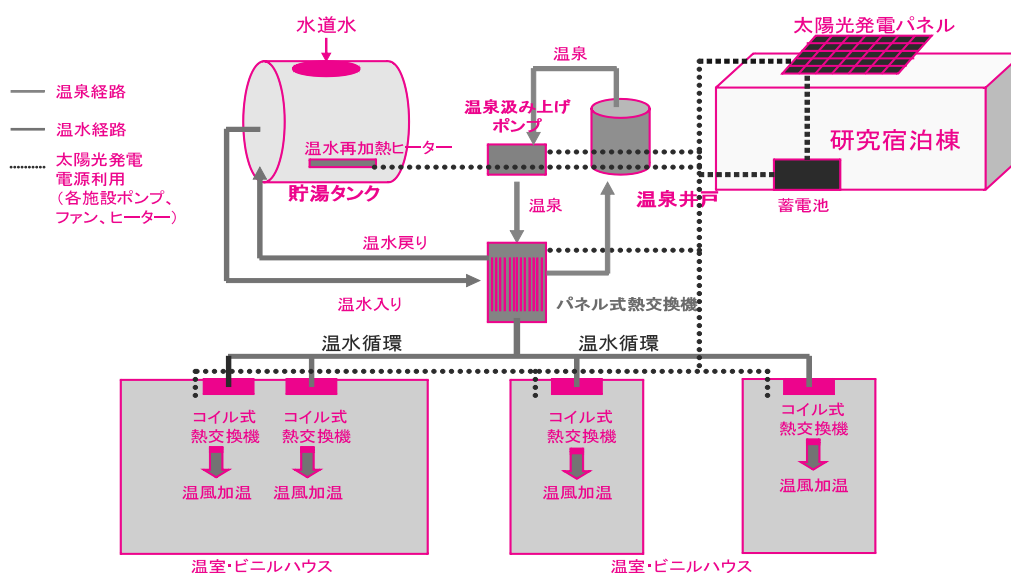 水道水
温泉
太陽光発電パネル
温泉経路
温水経路
太陽光発電
電源利用
(各施設ポンプ、
ファン、ヒーター)
温泉汲み上げ
ポンプ
温水再加熱ヒーター
貯湯タンク
研究宿泊棟
温泉井戸
蓄電池
温泉
温水戻り
温水入り
パネル式熱交換機
温水循環
温水循環
コイル式
熱交換機
コイル式
熱交換機
コイル式
熱交換機
コイル式
熱交換機
温風加温
温風加温
温風加温
温風加温
温室・ビニルハウス
温室・ビニルハウス